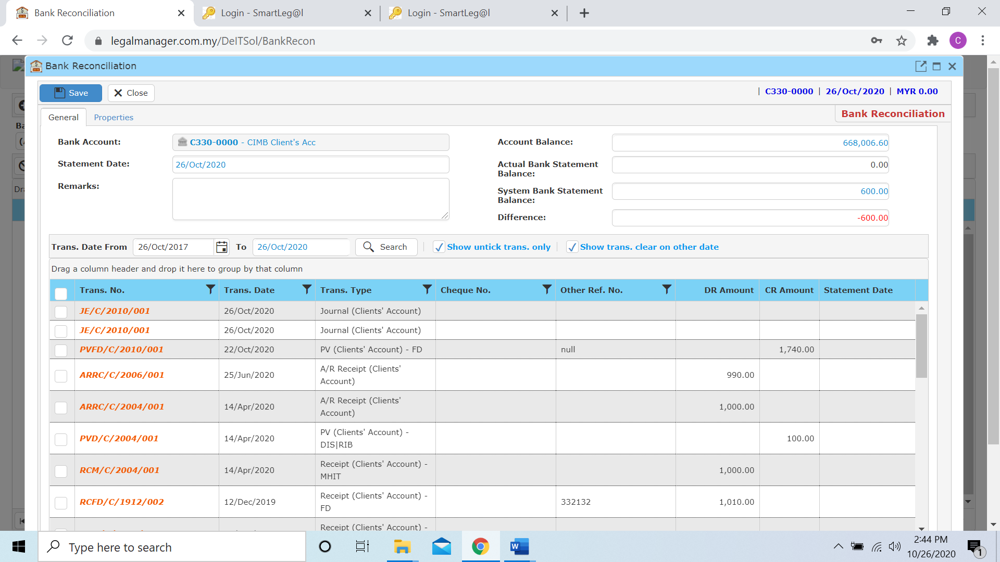 Bank Reconciliation
Login - SmartLeg@l
Login - SmartLeg@l
legalmanager.com.my/DeITSol/BankRecon
C
Bank Reconciliation
Save
Close
| C330-0000 | 26/Oct/2020 | MYR 0.00
General
Properties
Bank Reconciliation
Bank Account:
C330-0000 - CIMB Client's Acc
Statement Date:
26/Oct/2020
Remarks:
Account Balance:
668,006.60
Actual Bank Statement
Balance:
0.00
System Bank Statement
Balance:
600.00
Difference:
-600.00
Trans. Date From 26/Oct/2017 To 26/Oct/2020 Search Show untick trans. only Show trans. clear on other date
Drag a column header and drop it here to group by that column
Trans. No. Trans. Date Trans. Type Cheque No. Other Ref. No. DR Amount CR Amount Statement Date
JE/C/2010/001 26/Oct/2020 Journal (Clients' Account)
JE/C/2010/001 26/Oct/2020 Journal (Clients' Account)
PVFD/C/2010/001 22/Oct/2020 PV (Clients' Account) - FD null 1,740.00
ARRC/C/2006/001 25/Jun/2020 A/R Receipt (Clients'
Account) 990.00
ARRC/C/2004/001 14/Apr/2020 A/R Receipt (Clients'
Account) 1,000.00
PVD/C/2004/001 14/Apr/2020 PV (Clients' Account) -
DIS|RIB 100.00
RCM/C/2004/001 14/Apr/2020 Receipt (Clients' Account) -
MHIT 1,000.00
RCFD/C/1912/002 12/Dec/2019 Receipt (Clients' Account) -
FD 332132 1,010.00
Receipt (Clients' Account) -
Type here to search
2:44 PM
10/26/2020
1